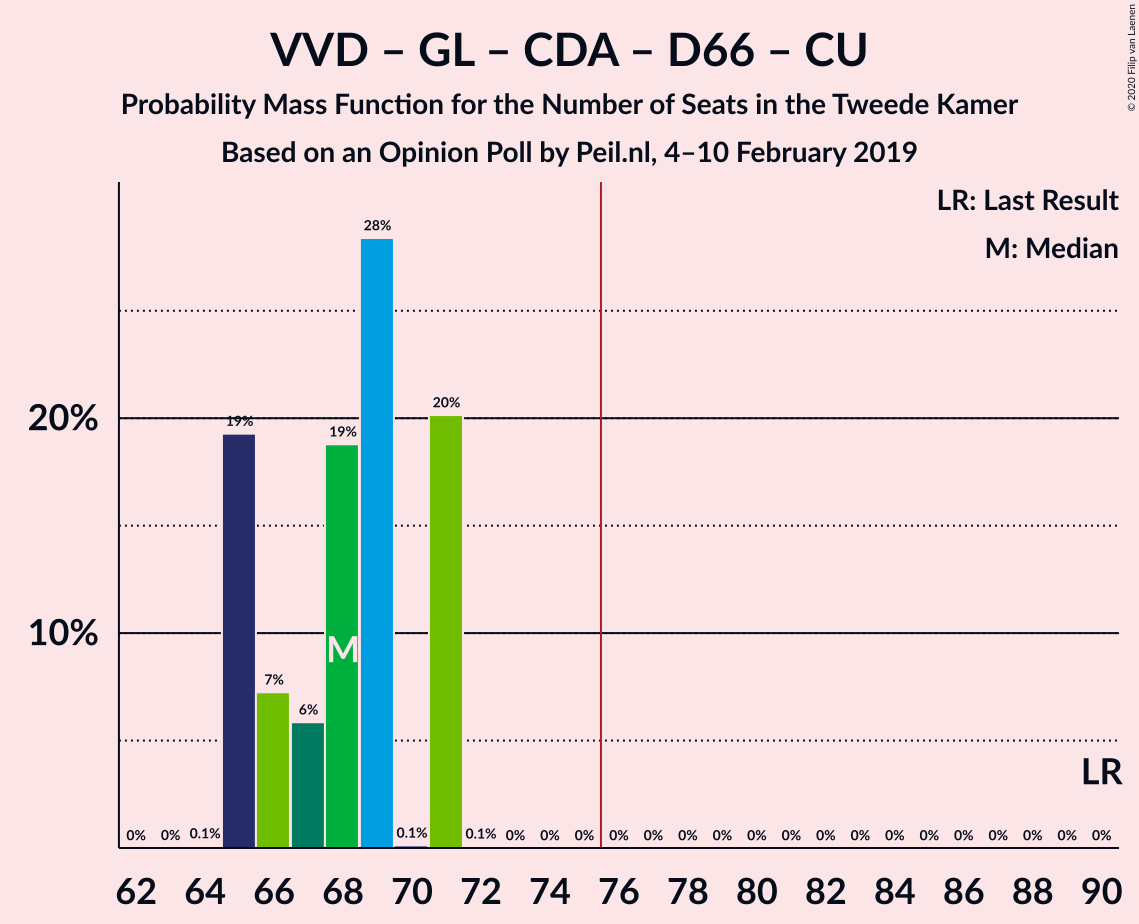 VVD – GL – CDA – D66 – CU
Probability Mass Function for the Number of Seats in the Tweede Kamer
Based on an Opinion Poll by Peil.nl, 4–10 February 2019
© 2020 Filip van Laenen
LR: Last Result
M: Median
28%
20%
20%
19%
19%
10%
M
7%
6%
LR
0% 0% 0.1% 0.1% 0.1% 0% 0% 0% 0% 0% 0% 0% 0% 0% 0% 0% 0% 0% 0% 0% 0% 0% 0%
62 64 66 68 70 72 74 76 78 80 82 84 86 88 90